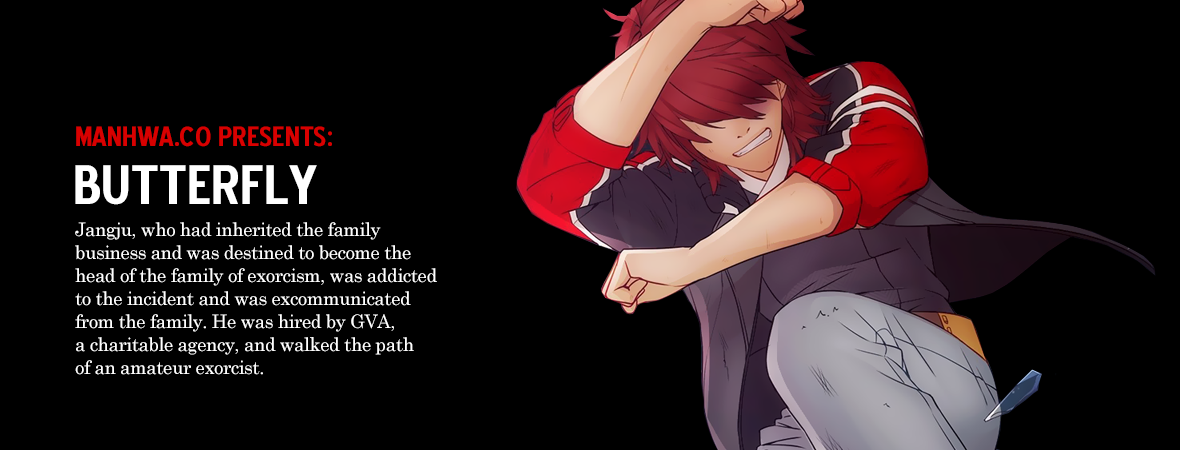 MANHWA.CO PRESENTS:
BUTTERFLY
Jangju, who had inherited the family
business and was destined to become the
head of the family of exorcism, was addicted
to the incident and was excommunicated
from the family. He was hired by GVA,
a charitable agency, and walked the path
of an amateur exorcist.